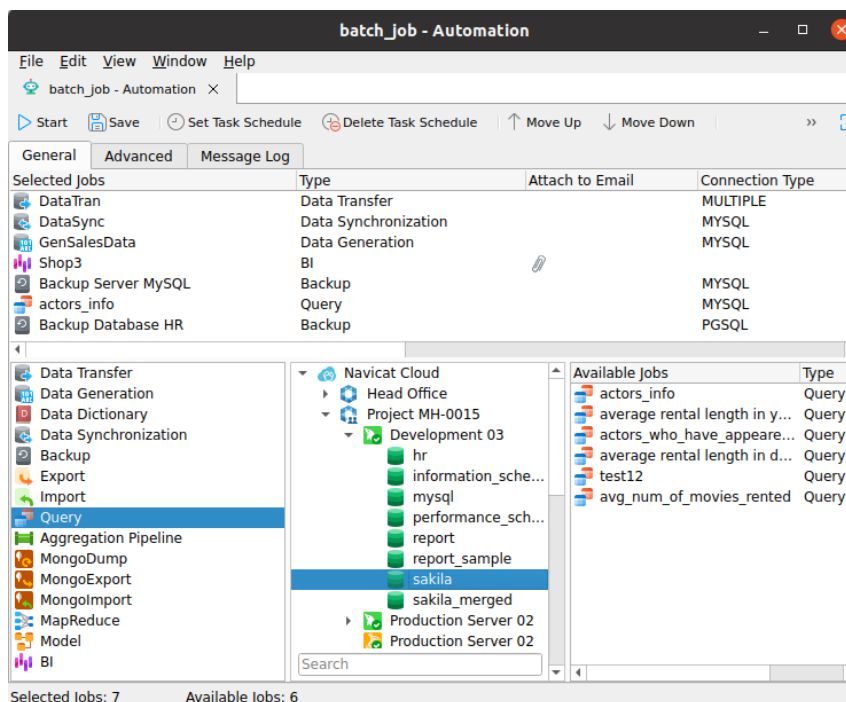 batch_job - Automation
File Edit View Window Help
batch_job - Automation ×
Start Save Set Task Schedule Delete Task Schedule Move Up Move Down »
General Advanced Message Log
Selected Jobs Type Attach to Email Connection Type
DataTran Data Transfer MULTIPLE
DataSync Data Synchronization MYSQL
GenSalesData Data Generation MYSQL
Shop3 BI
Backup Server MySQL Backup MYSQL
actors_info Query MYSQL
Backup Database HR Backup PGSQL
Data Transfer
Data Generation
Data Dictionary
Data Synchronization
Backup
Export
Import
Query
Aggregation Pipeline
MongoDump
MongoExport
MongoImport
MapReduce
Model
BI
Navicat Cloud
Head Office
Project MH-0015
Development 03
hr
information_sche...
mysql
performance_sch...
report
report_sample
sakila
sakila_merged
Production Server 02
Production Server 02
Search
Available Jobs Type
actors_info Query
average rental length in y... Query
actors_who_have_appeare... Query
average rental length in d... Query
test12 Query
avg_num_of_movies_rented Query
Selected Jobs: 7 Available Jobs: 6